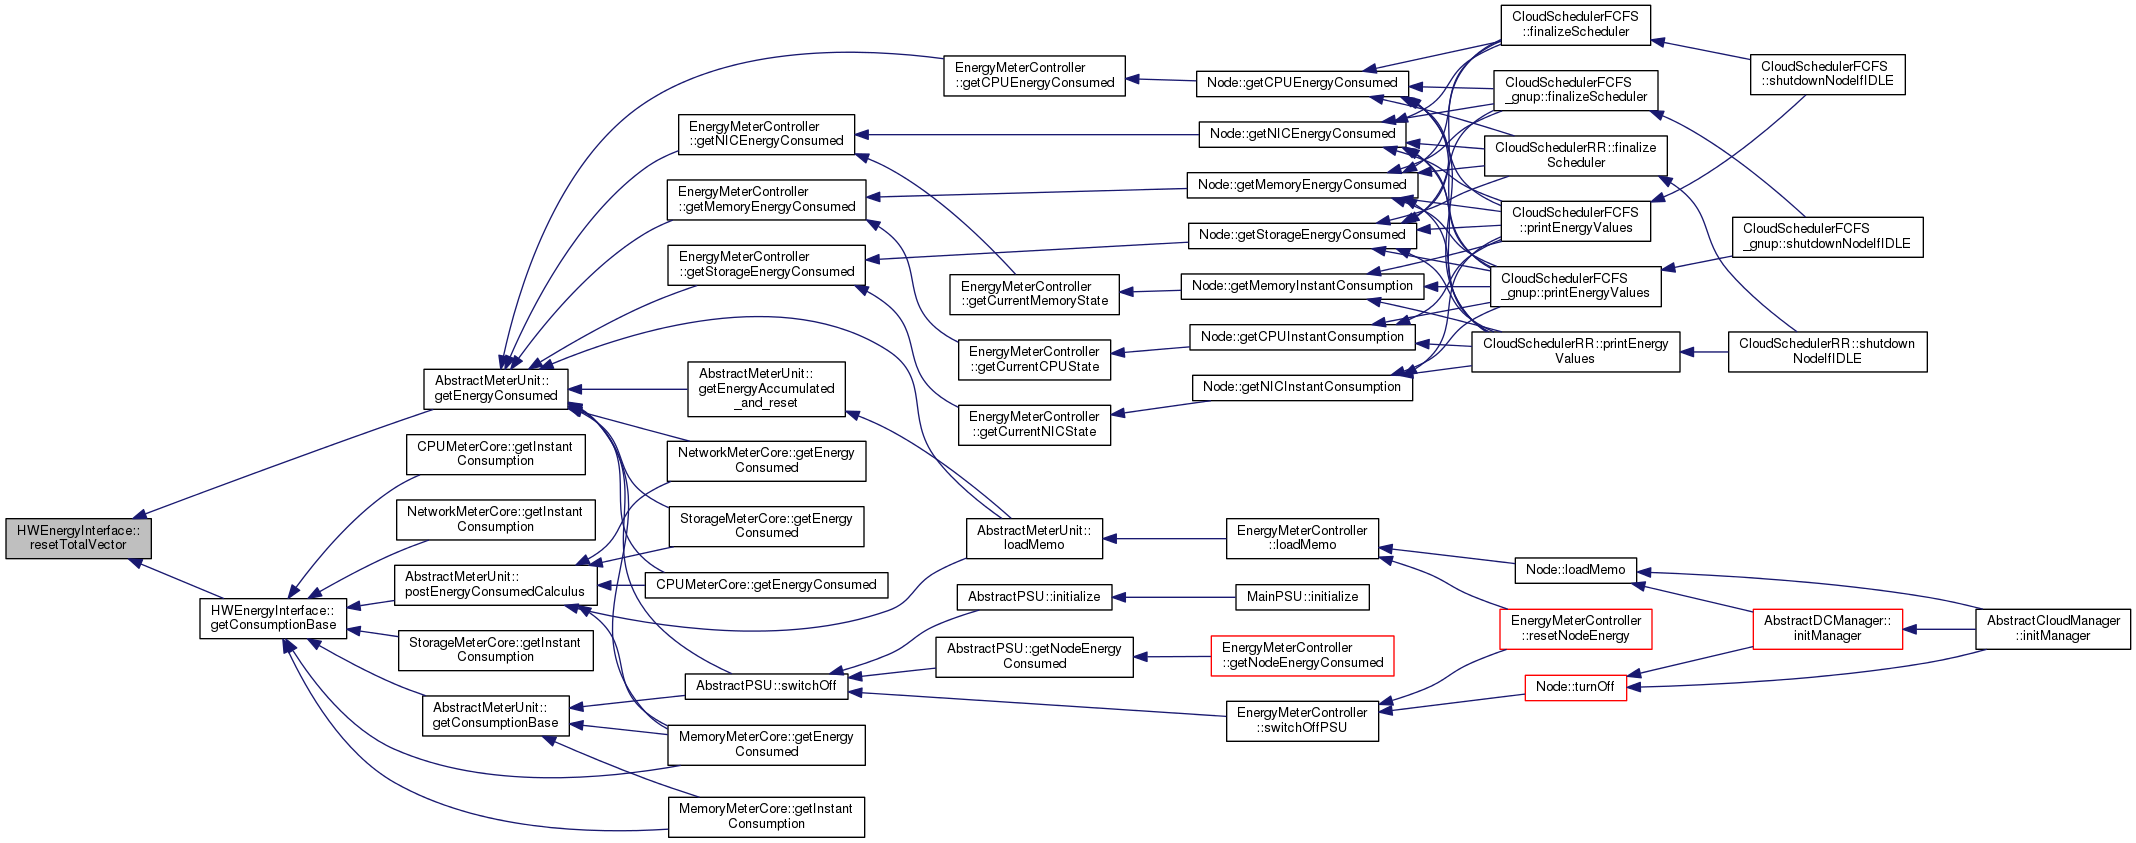 HWEnergyInterface::
resetTotalVector
AbstractMeterUnit::
getEnergyConsumed
CPUMeterCore::getInstant
Consumption
NetworkMeterCore::getInstant
Consumption
AbstractMeterUnit::
postEnergyConsumedCalculus
HWEnergyInterface::
getConsumptionBase
StorageMeterCore::getInstant
Consumption
AbstractMeterUnit::
getConsumptionBase
EnergyMeterController
::getNICEnergyConsumed
EnergyMeterController
::getMemoryEnergyConsumed
EnergyMeterController
::getStorageEnergyConsumed
AbstractMeterUnit::
getEnergyAccumulated
_and_reset
NetworkMeterCore::getEnergy
Consumed
StorageMeterCore::getEnergy
Consumed
CPUMeterCore::getEnergyConsumed
AbstractPSU::switchOff
MemoryMeterCore::getEnergy
Consumed
MemoryMeterCore::getInstant
Consumption
EnergyMeterController
::getCPUEnergyConsumed
EnergyMeterController
::getCurrentMemoryState
EnergyMeterController
::getCurrentCPUState
EnergyMeterController
::getCurrentNICState
AbstractMeterUnit::
loadMemo
AbstractPSU::initialize
AbstractPSU::getNodeEnergy
Consumed
Node::getCPUEnergyConsumed
Node::getNICEnergyConsumed
Node::getMemoryEnergyConsumed
Node::getStorageEnergyConsumed
Node::getMemoryInstantConsumption
Node::getCPUInstantConsumption
Node::getNICInstantConsumption
EnergyMeterController
::loadMemo
MainPSU::initialize
EnergyMeterController
::getNodeEnergyConsumed
EnergyMeterController
::switchOffPSU
CloudSchedulerFCFS
::finalizeScheduler
CloudSchedulerFCFS
_gnup::finalizeScheduler
CloudSchedulerRR::finalize
Scheduler
CloudSchedulerFCFS
::printEnergyValues
CloudSchedulerFCFS
_gnup::printEnergyValues
CloudSchedulerRR::printEnergy
Values
Node::loadMemo
EnergyMeterController
::resetNodeEnergy
Node::turnOff
CloudSchedulerFCFS
::shutdownNodeIfIDLE
CloudSchedulerFCFS
_gnup::shutdownNodeIfIDLE
CloudSchedulerRR::shutdown
NodeIfIDLE
AbstractDCManager::
initManager
AbstractCloudManager
::initManager